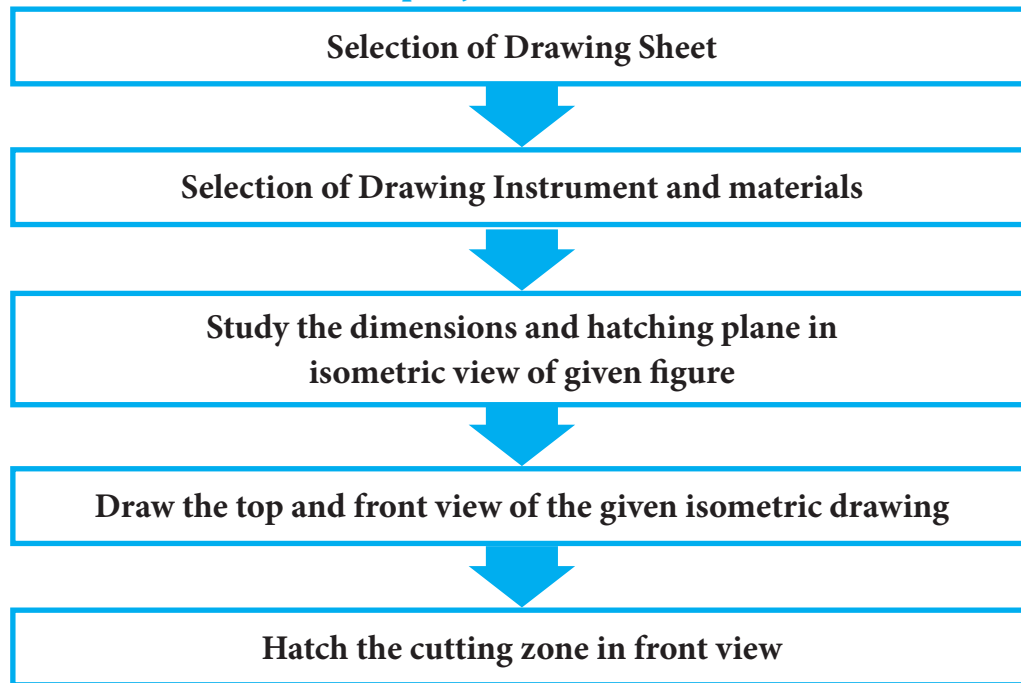 Selection of Drawing Sheet
Selection of Drawing Instrument and materials
Study the dimensions and hatching plane in
isometric view of given figure
Draw the top and front view of the given isometric drawing
Hatch the cutting zone in front view